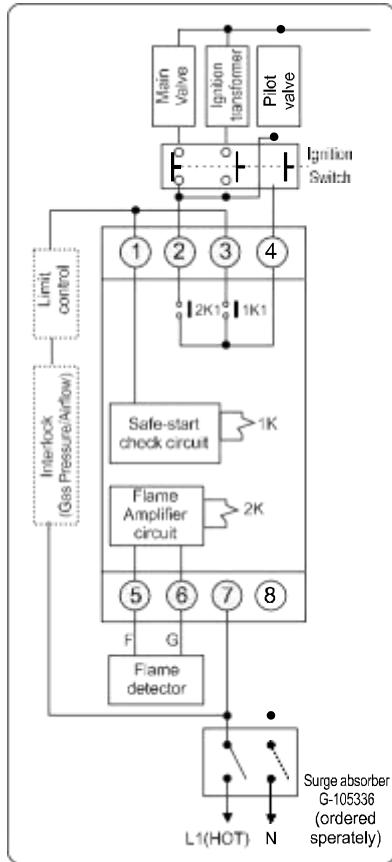 Main
Valve
Ignition
transformer
Pilot
valve
Ignition
Switch
1
2
3
4
Limit
control
2K1
1K1
Interlock
(Gas Pressure/Airflow)
Safe-start
check circuit
1K
Flame
Amplifier
circuit
2K
5
6
7
8
F
G
Flame
detector
Surge absorber
G-105336
(ordered
sperately)
L1(HOT)
N